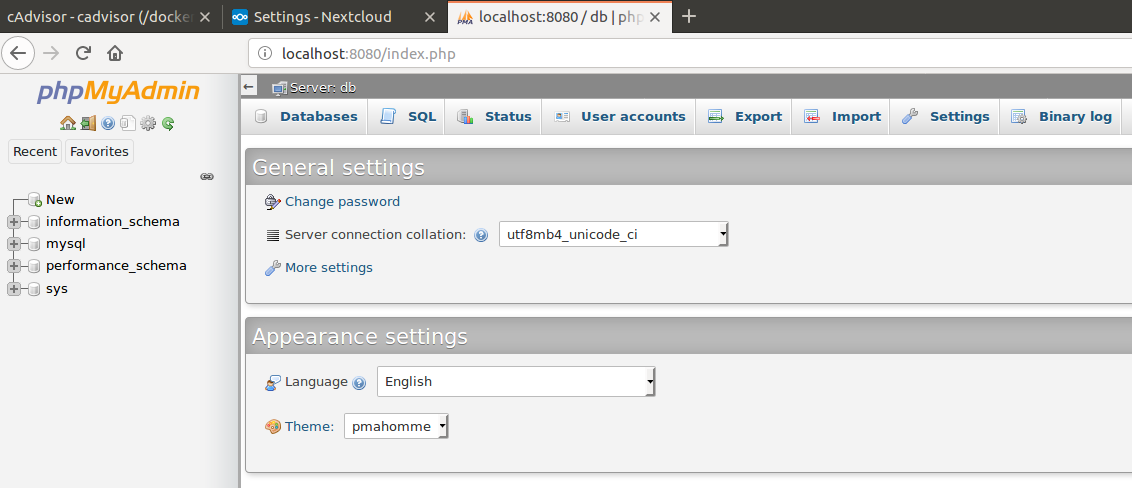 cAdvisor - cadvisor (/docke
Settings - Nextcloud
localhost:8080 / db | php
localhost:8080/index.php
phpMyAdmin
Recent
Favorites
New
information_schema
mysql
performance_schema
sys
Server: db
Databases
SQL
Status
User accounts
Export
Import
Settings
Binary log
General settings
Change password
Server connection collation:
utf8mb4_unicode_ci
More settings
Appearance settings
Language
English
Theme:
pmahomme